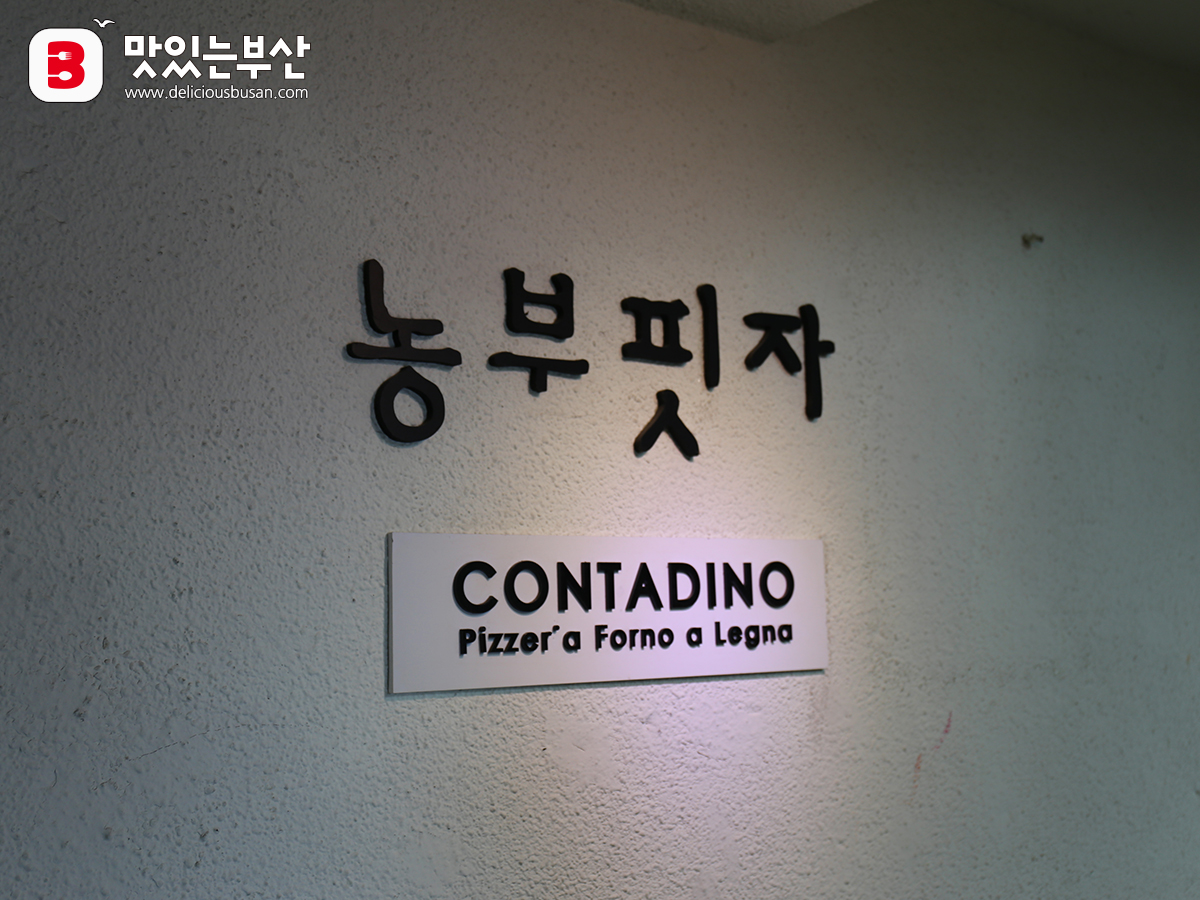 B 맛있는부산
www.deliciousbusan.com
농부핏자
CONTADINO
Pizzer'a Forno a Legna